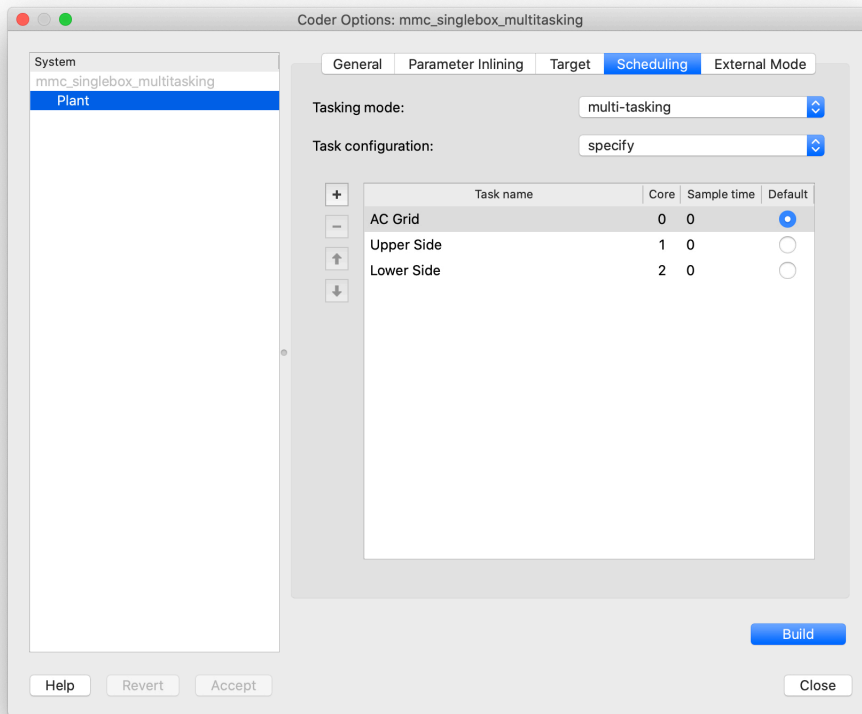 Coder Options: mmc_singlebox_multitasking
System
mmc_singlebox_multitasking
Plant
General Parameter Inlining Target Scheduling External Mode
Tasking mode: multi-tasking
Task configuration: specify
Task name Core Sample time Default
AC Grid 0 0
Upper Side 1 0
Lower Side 2 0
Build
Help Revert Accept Close